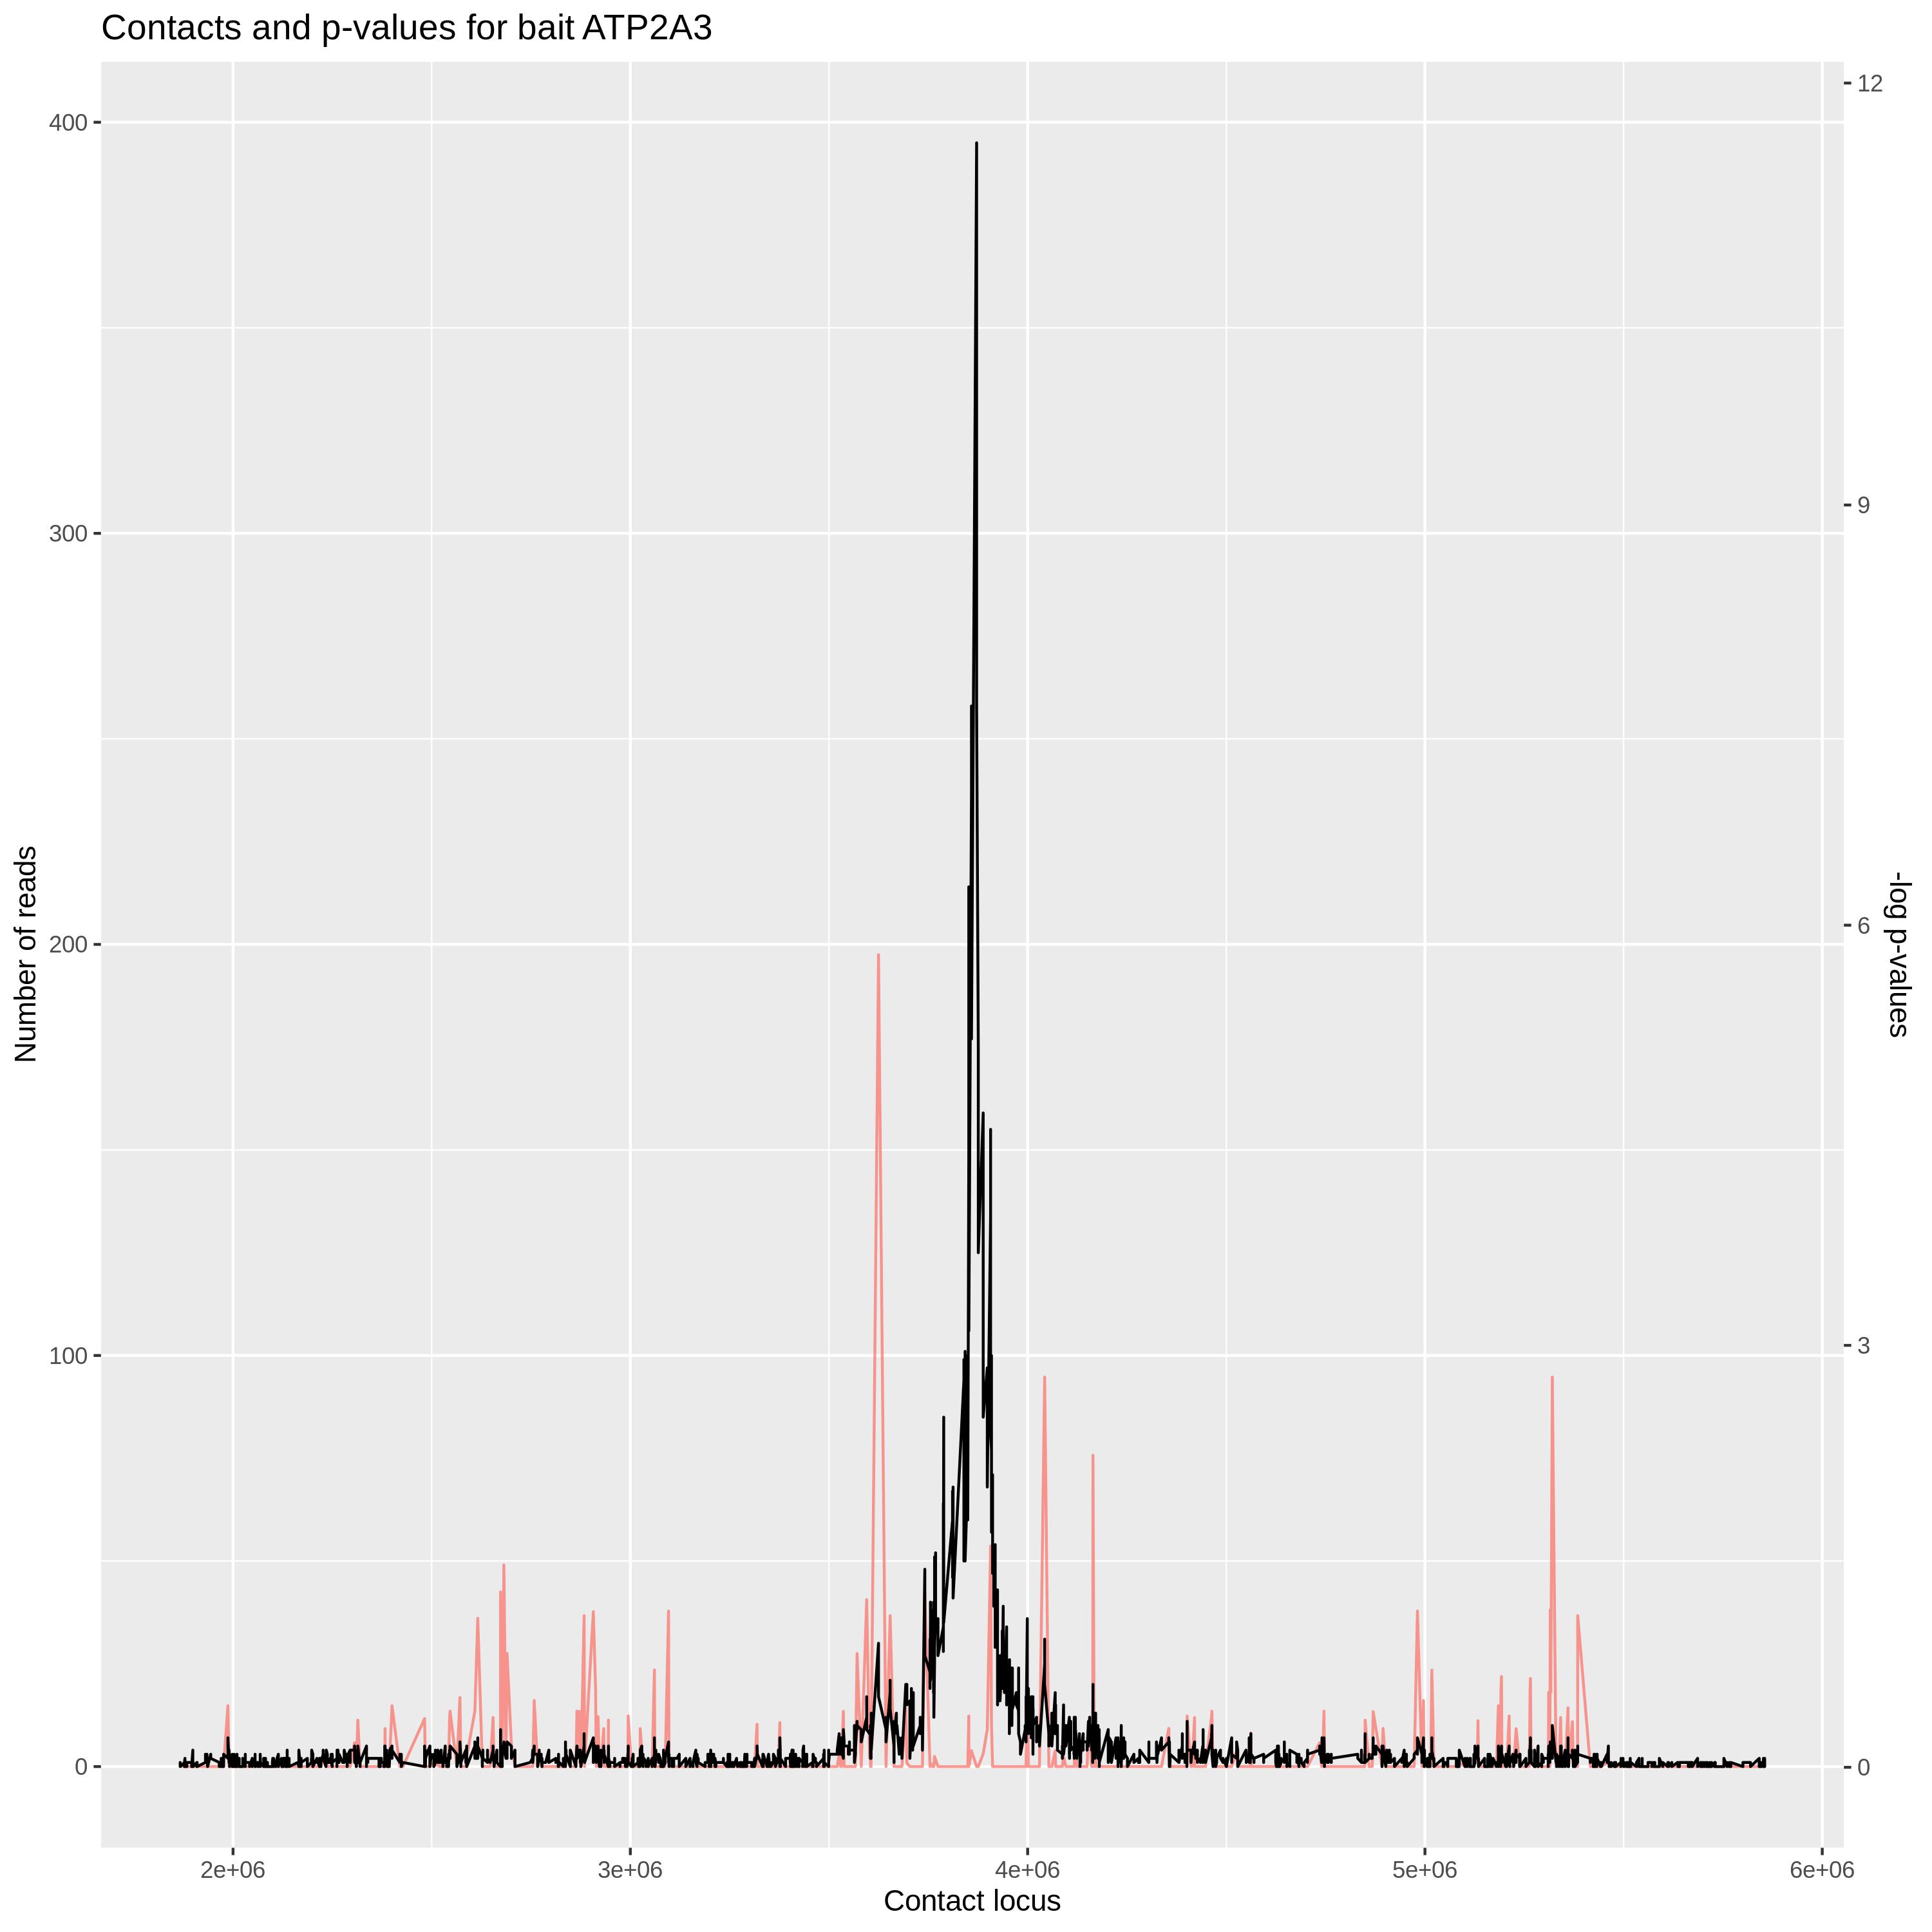 Contacts and p-values for bait ATP2A3
12
400
9
300
Number of reads
-log p-values
6
200
3
100
0
0
2e+06 3e+06 4e+06 5e+06 6e+06
Contact locus